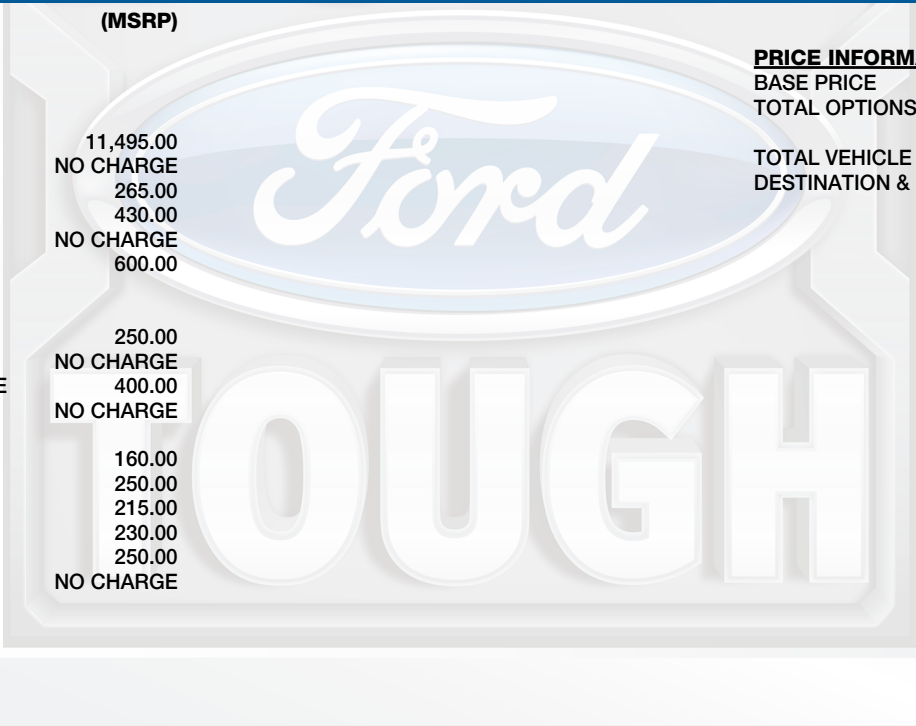 (MSRP)
11,495.00
NO CHARGE
265.00
430.00
NO CHARGE
600.00
250.00
NO CHARGE
E
400.00
NO CHARGE
160.00
250.00
215.00
230.00
250.00
NO CHARGE
PRICE INFORMA
BASE PRICE
TOTAL OPTIONS
TOTAL VEHICLE
DESTINATION &
Ford
TOUGH